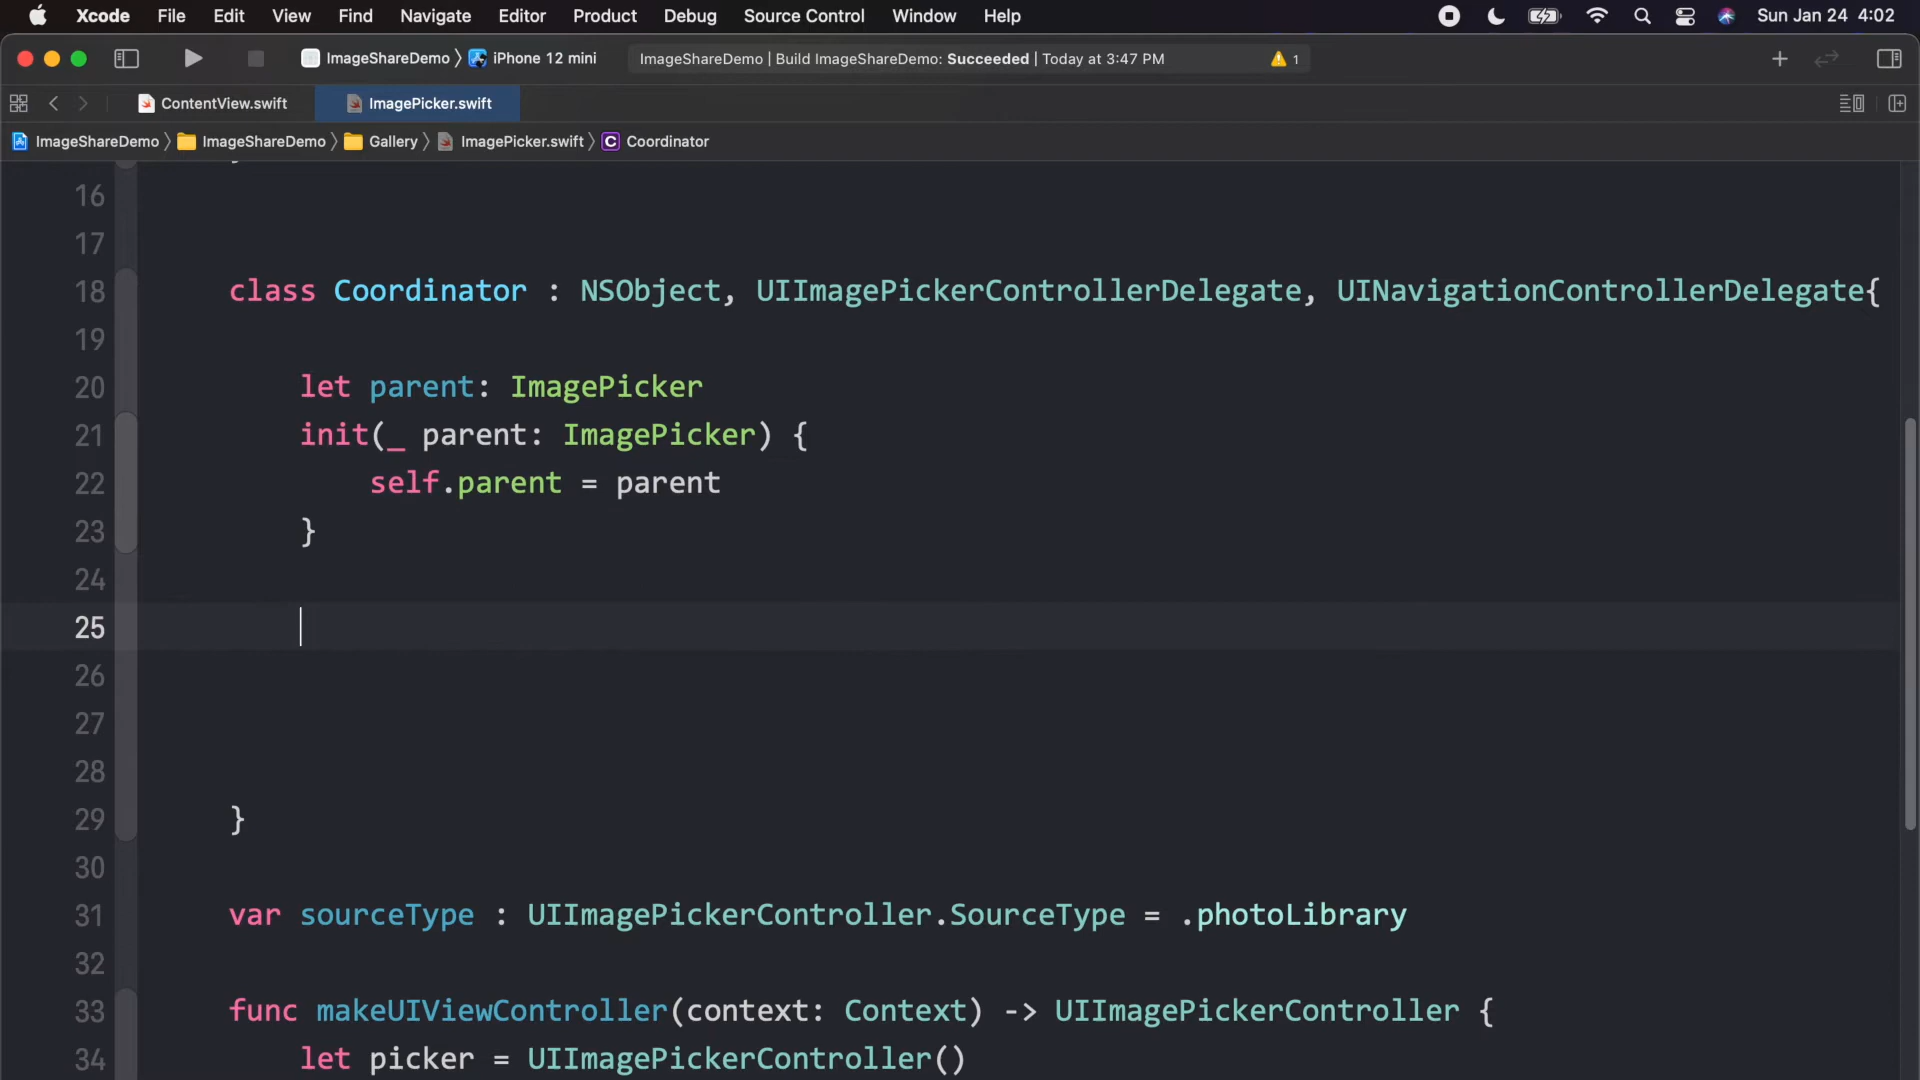 Xcode File Edit View Find Navigate Editor Product Debug Source Control Window Help Sun Jan 24 4:02
ImageShareDemo 〉 iPhone 12 mini ImageShareDemo | Build ImageShareDemo: Succeeded | Today at 3:47 PM 1
ContentView.swift ImagePicker.swift
ImageShareDemo 〉 ImageShareDemo 〉 Gallery 〉 ImagePicker.swift 〉 C Coordinator
16
17
18 class Coordinator : NSObject, UIImagePickerControllerDelegate, UINavigationControllerDelegate{
19
20 let parent: ImagePicker
21 init(_ parent: ImagePicker) {
22 self.parent = parent
23 }
24
25
26
27
28
29 }
30
31 var sourceType : UIImagePickerController.SourceType = .photoLibrary
32
33 func makeUIViewController(context: Context) -> UIImagePickerController {
34 let picker = UIImagePickerController()